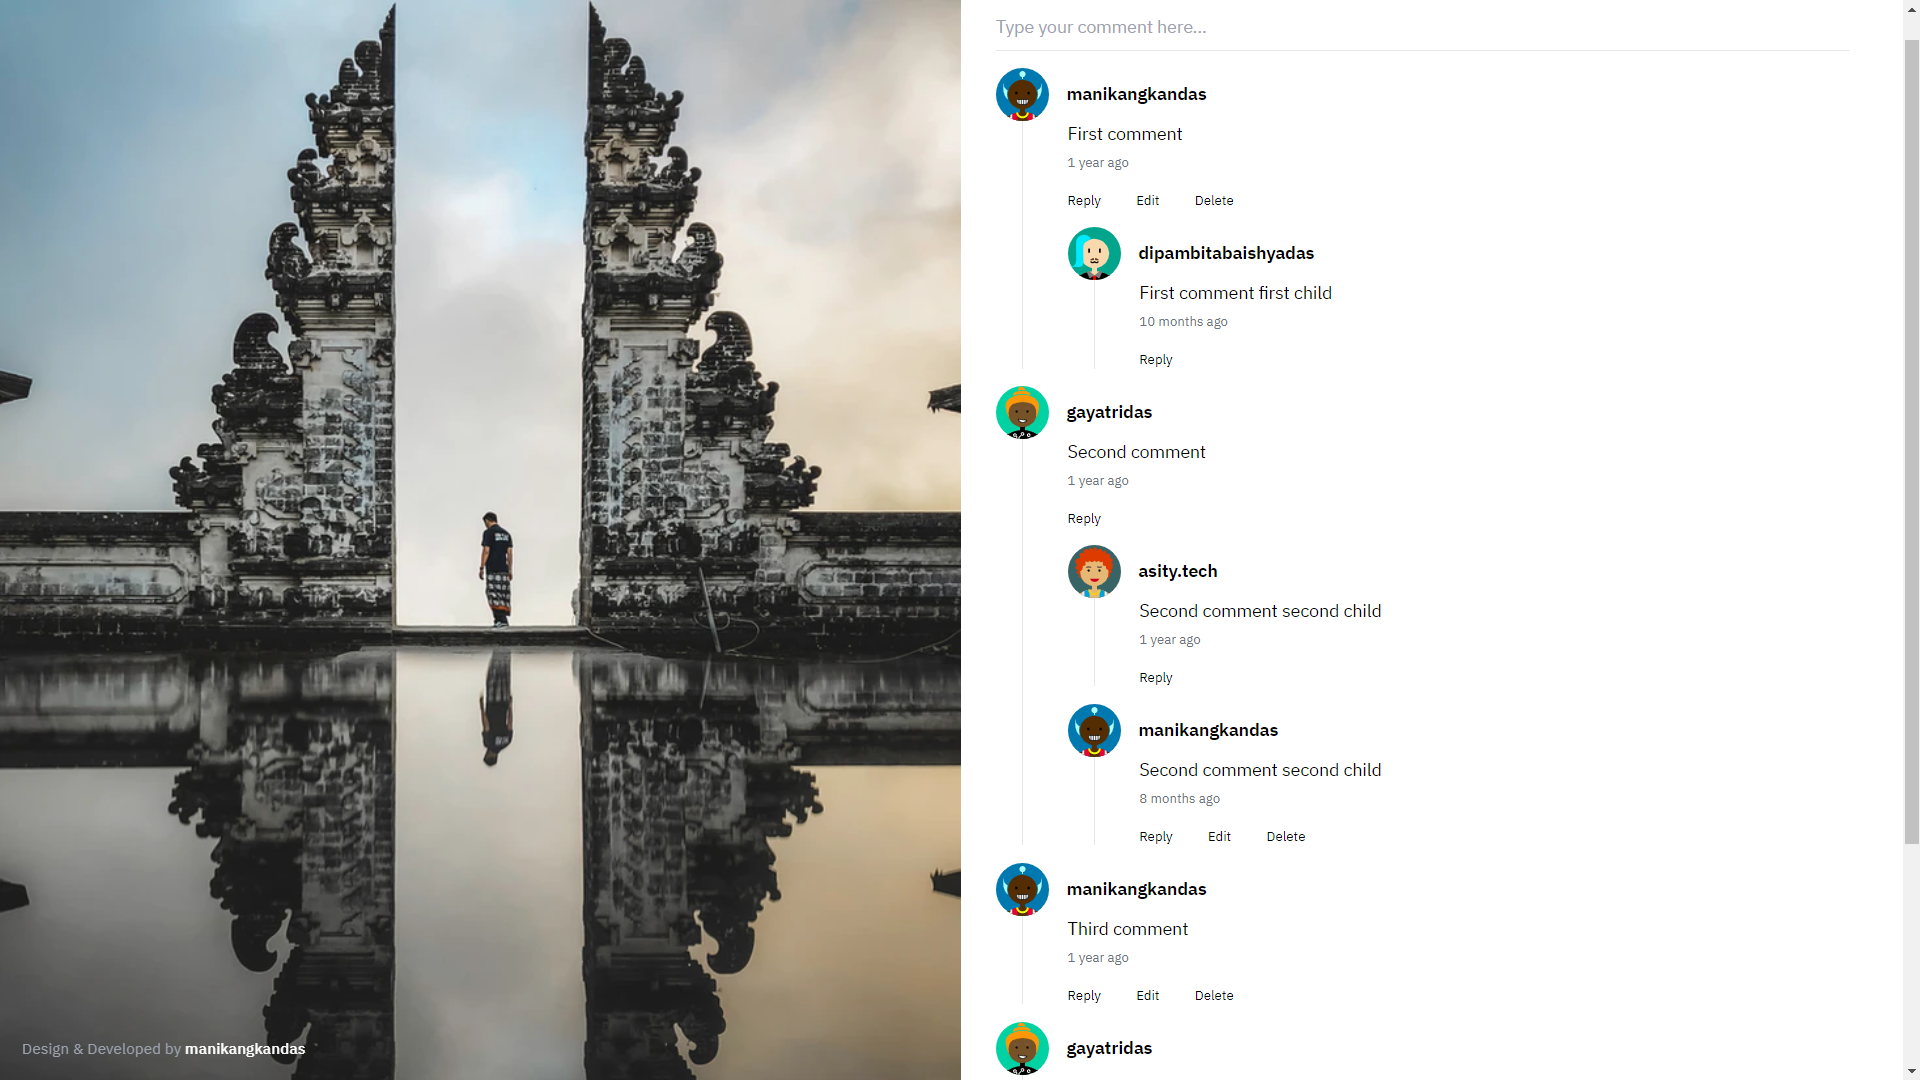 Type your comment here...
manikangkandas
First comment
1 year ago
Reply Edit Delete
dipambitabaishyadas
First comment first child
10 months ago
Reply
gayatridas
Second comment
1 year ago
Reply
asity.tech
Second comment second child
1 year ago
Reply
manikangkandas
Second comment second child
8 months ago
Reply Edit Delete
manikangkandas
Third comment
1 year ago
Reply Edit Delete
gayatridas
Design & Developed by manikangkandas